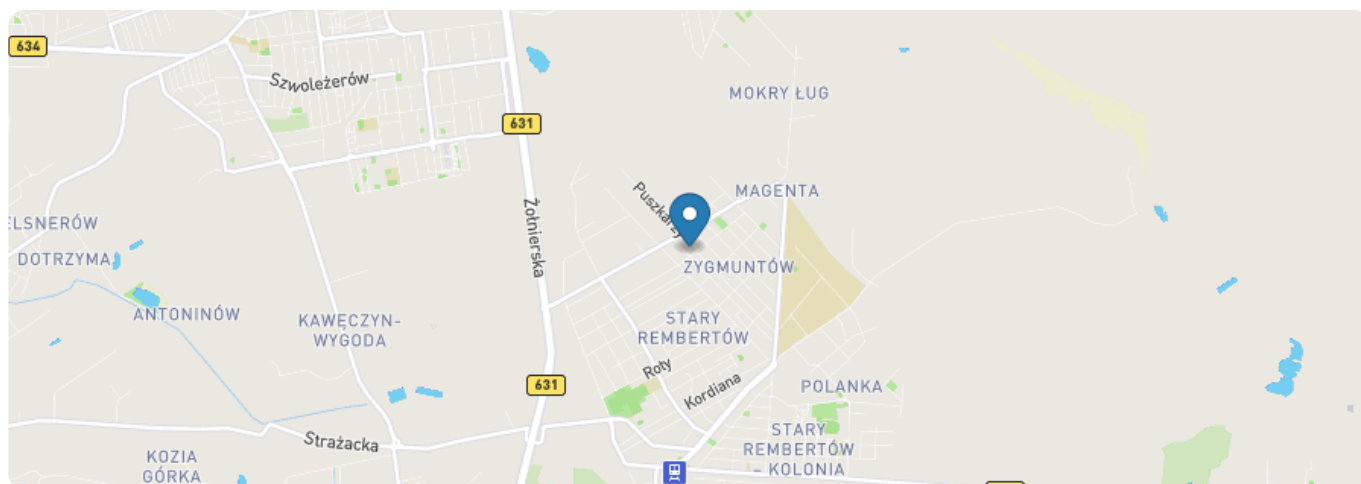 634
Szwoleżerów
MOKRY ŁUG
631
Puszkarzy
MAGENTA
Żołnierska
ELSNERÓW
DOTRZYMA
ZYGMUNTÓW
ANTONINÓW
KAWĘCZYN-
WYGODA
STARY
REMBERTÓW
Roty
631
Kordiana
POLANKA
Strażacka
STARY
REMBERTÓW
– KOLONIA
KOZIA
GÓRKA